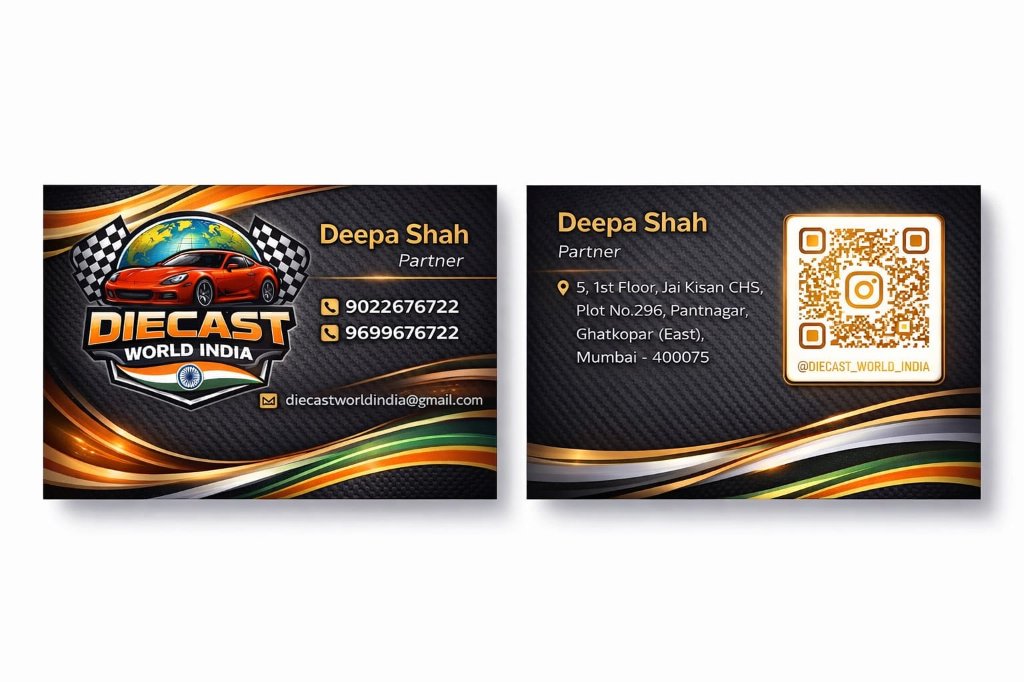 DIECAST
WORLD INDIA
Deepa Shah
Partner
9022676722
9699676722
diecastworldindia@gmail.com
Deepa Shah
Partner
5, 1st Floor, Jai Kisan CHS,
Plot No.296, Pantnagar,
Ghatkopar (East),
Mumbai - 400075
@DIECAST_WORLD_INDIA